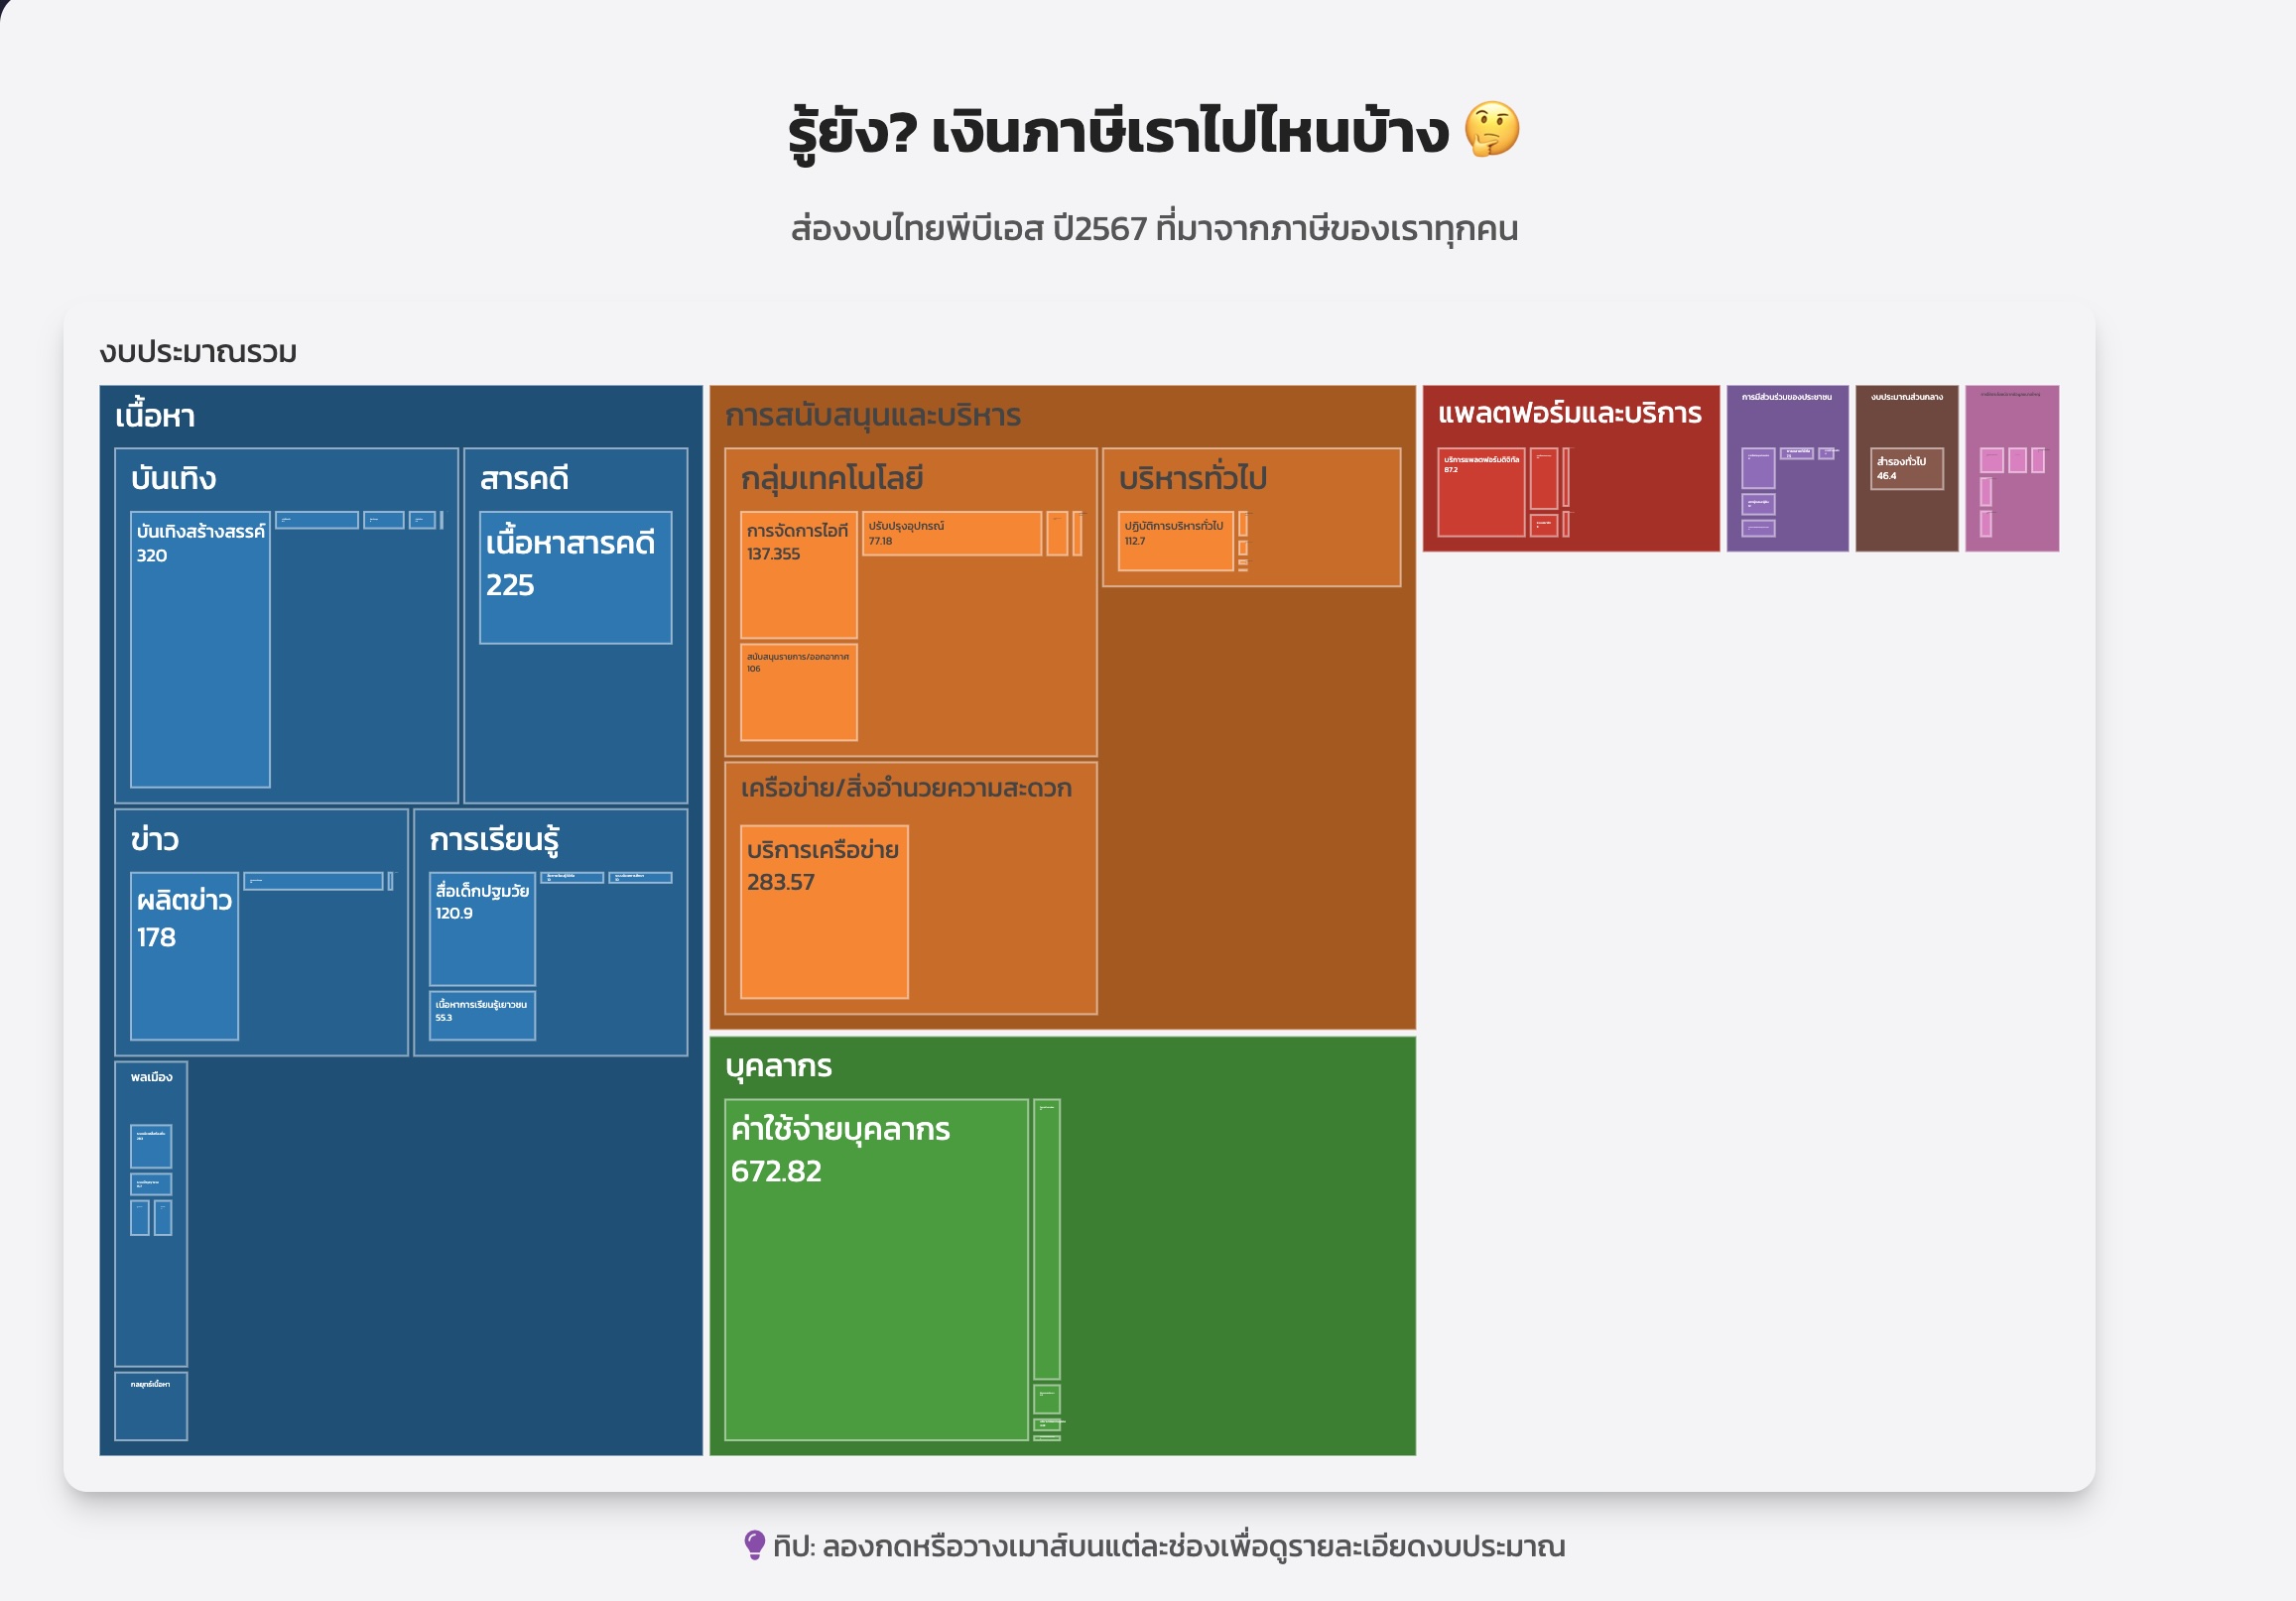 รู้ยัง? เงินภาษีเราไปไหนบ้าง 🤔
ส่องงบไทยพีบีเอส ปี2567 ที่มาจากภาษีของเราทุกคน
งบประมาณรวม
เนื้อหา
บันเทิง
บันเทิงสร้างสรรค์
320
สารคดี
เนื้อหาสารคดี
225
ข่าว
ผลิตข่าว
178
การเรียนรู้
สื่อเด็กปฐมวัย
120.9
เนื้อหาการเรียนรู้เยาวชน
55.3
พลเมือง
กลยุทธ์เนื้อหา
การสนับสนุนและบริหาร
กลุ่มเทคโนโลยี
การจัดการไอที
137.355
ปรับปรุงอุปกรณ์
77.18
สนับสนุนรายการ/ออกอากาศ
106
บริหารทั่วไป
ปฏิบัติการบริหารทั่วไป
112.7
เครือข่าย/สิ่งอำนวยความสะดวก
บริการเครือข่าย
283.57
บุคลากร
ค่าใช้จ่ายบุคลากร
672.82
แพลตฟอร์มและบริการ
บริการแพลตฟอร์มดิจิทัล
87.2
การมีส่วนร่วมของประชาชน
งบประมาณส่วนกลาง
สำรองทั่วไป
46.4
ทิป: ลองกดหรือวางเมาส์บนแต่ละช่องเพื่อดูรายละเอียดงบประมาณ